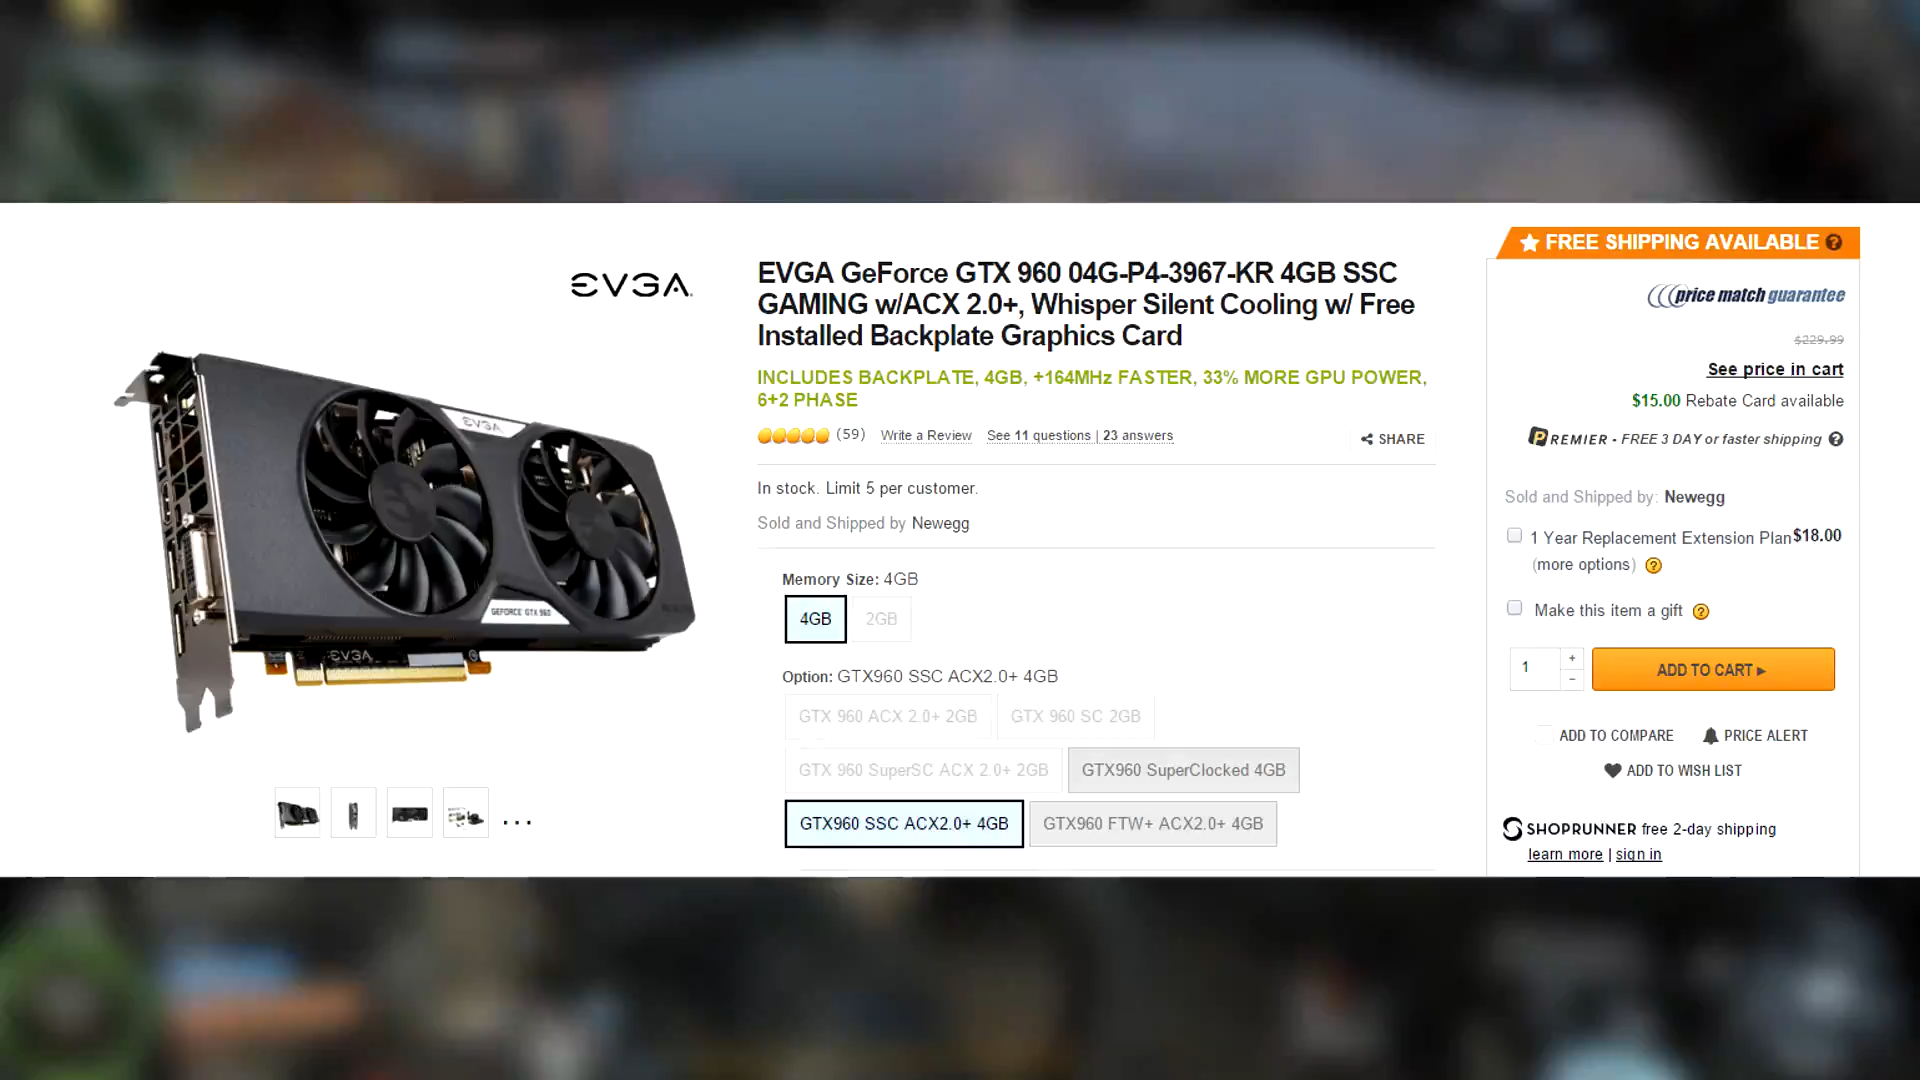 EVGA
EVGA GeForce GTX 960 04G-P4-3967-KR 4GB SSC
GAMING w/ACX 2.0+, Whisper Silent Cooling w/ Free
Installed Backplate Graphics Card
INCLUDES BACKPLATE, 4GB, +164MHz FASTER, 33% MORE GPU POWER,
6+2 PHASE
(59) Write a Review See 11 questions | 23 answers
SHARE
In stock. Limit 5 per customer.
Sold and Shipped by Newegg
Memory Size: 4GB
4GB 2GB
Option: GTX960 SSC ACX2.0+ 4GB
GTX 960 ACX 2.0+ 2GB GTX 960 SC 2GB
GTX 960 SuperSC ACX 2.0+ 2GB GTX960 SuperClocked 4GB
GTX960 SSC ACX2.0+ 4GB GTX960 FTW+ ACX2.0+ 4GB
EVGA
GEFORCE GTX 960
EVGA
...
FREE SHIPPING AVAILABLE ?
price match guarantee
$229.99
See price in cart
$15.00 Rebate Card available
PREMIER - FREE 3 DAY or faster shipping ?
Sold and Shipped by: Newegg
1 Year Replacement Extension Plan $18.00
(more options) ?
Make this item a gift ?
1 + -
ADD TO CART ▸
ADD TO COMPARE PRICE ALERT
ADD TO WISH LIST
SHOPRUNNER free 2-day shipping
learn more | sign in